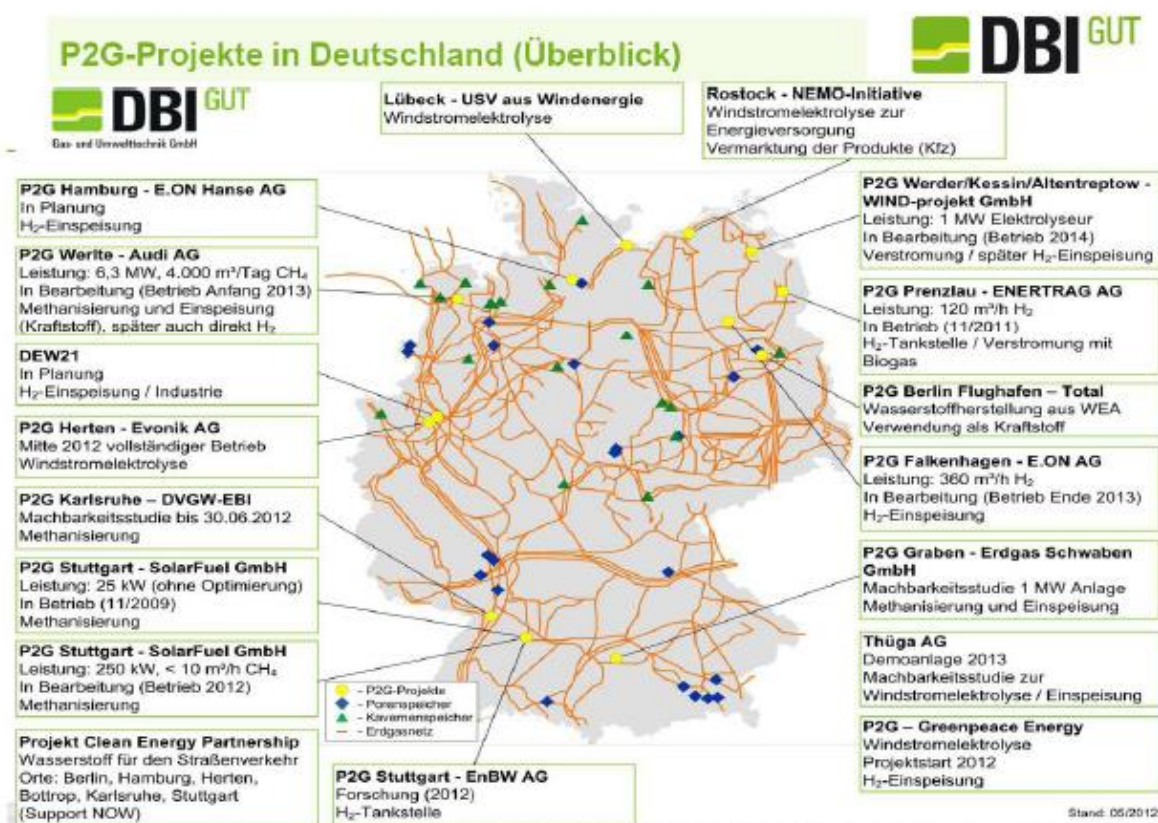 P2G-Projekte in Deutschland (Überblick)
DBI GUT
DBI GUT
Gas- und Umwelttechnik GmbH
Lübeck - USV aus Windenergie
Windstromelektrolyse
Rostock - NEMO-Initiative
Windstromelektrolyse zur
Energieversorgung
Vermarktung der Produkte (Kfz)
P2G Hamburg - E.ON Hanse AG
In Planung
H₂-Einspeisung
P2G Werlte - Audi AG
Leistung: 6,3 MW, 4.000 m³/Tag CH₄
In Bearbeitung (Betrieb Anfang 2013)
Methanisierung und Einspeisung
(Kraftstoff), später auch direkt H₂
DEW21
In Planung
H₂-Einspeisung / Industrie
P2G Herten - Evonik AG
Mitte 2012 vollständiger Betrieb
Windstromelektrolyse
P2G Karlsruhe – DVGW-EBI
Machbarkeitsstudie bis 30.06.2012
Methanisierung
P2G Stuttgart - SolarFuel GmbH
Leistung: 25 kW (ohne Optimierung)
In Betrieb (11/2009)
Methanisierung
P2G Stuttgart - SolarFuel GmbH
Leistung: 250 kW, < 10 m³/h CH₄
In Bearbeitung (Betrieb 2012)
Methanisierung
Projekt Clean Energy Partnership
Wasserstoff für den Straßenverkehr
Orte: Berlin, Hamburg, Herten,
Bottrop, Karlsruhe, Stuttgart
(Support NOW)
- P2G-Projekte
- Porenspeicher
- Kavernenspeicher
- Erdgasnetz
P2G Stuttgart - EnBW AG
Forschung (2012)
H₂-Tankstelle
P2G Werder/Kessin/Altentreptow -
WIND-projekt GmbH
Leistung: 1 MW Elektrolyseur
In Bearbeitung (Betrieb 2014)
Verstromung / später H₂-Einspeisung
P2G Prenzlau - ENERTRAG AG
Leistung: 120 m³/h H₂
In Betrieb (11/2011)
H₂-Tankstelle / Verstromung mit
Biogas
P2G Berlin Flughafen – Total
Wasserstoffherstellung aus WEA
Verwendung als Kraftstoff
P2G Falkenhagen - E.ON AG
Leistung: 360 m³/h H₂
In Bearbeitung (Betrieb Ende 2013)
H₂-Einspeisung
P2G Graben - Erdgas Schwaben
GmbH
Machbarkeitsstudie 1 MW Anlage
Methanisierung und Einspeisung
Thüga AG
Demoanlage 2013
Machbarkeitsstudie zur
Windstromelektrolyse / Einspeisung
P2G – Greenpeace Energy
Windstromelektrolyse
Projektstart 2012
H₂-Einspeisung
Stand: 05/2012